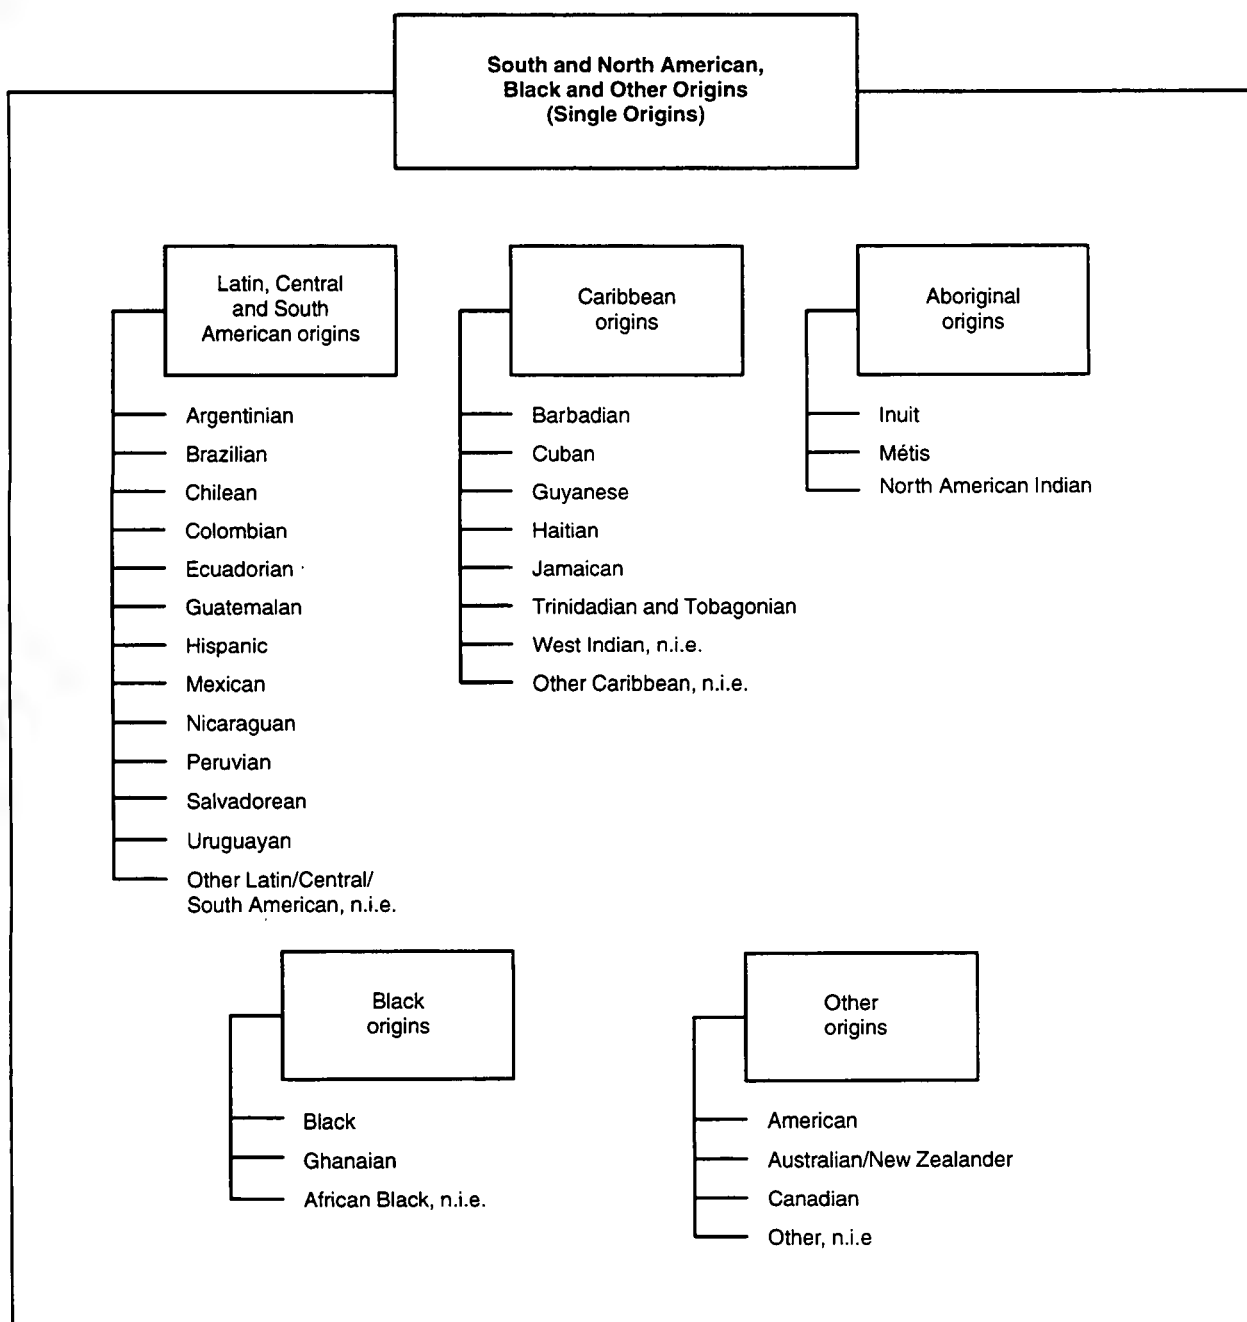 South and North American,
Black and Other Origins
(Single Origins)
Latin, Central
and South
American origins
Argentinian
Brazilian
Chilean
Colombian
Ecuadorian
Guatemalan
Hispanic
Mexican
Nicaraguan
Peruvian
Salvadorean
Uruguayan
Other Latin/Central/
South American, n.i.e.
Caribbean
origins
Barbadian
Cuban
Guyanese
Haitian
Jamaican
Trinidadian and Tobagonian
West Indian, n.i.e.
Other Caribbean, n.i.e.
Aboriginal
origins
Inuit
Métis
North American Indian
Black
origins
Black
Ghanaian
African Black, n.i.e.
Other
origins
American
Australian/New Zealander
Canadian
Other, n.i.e